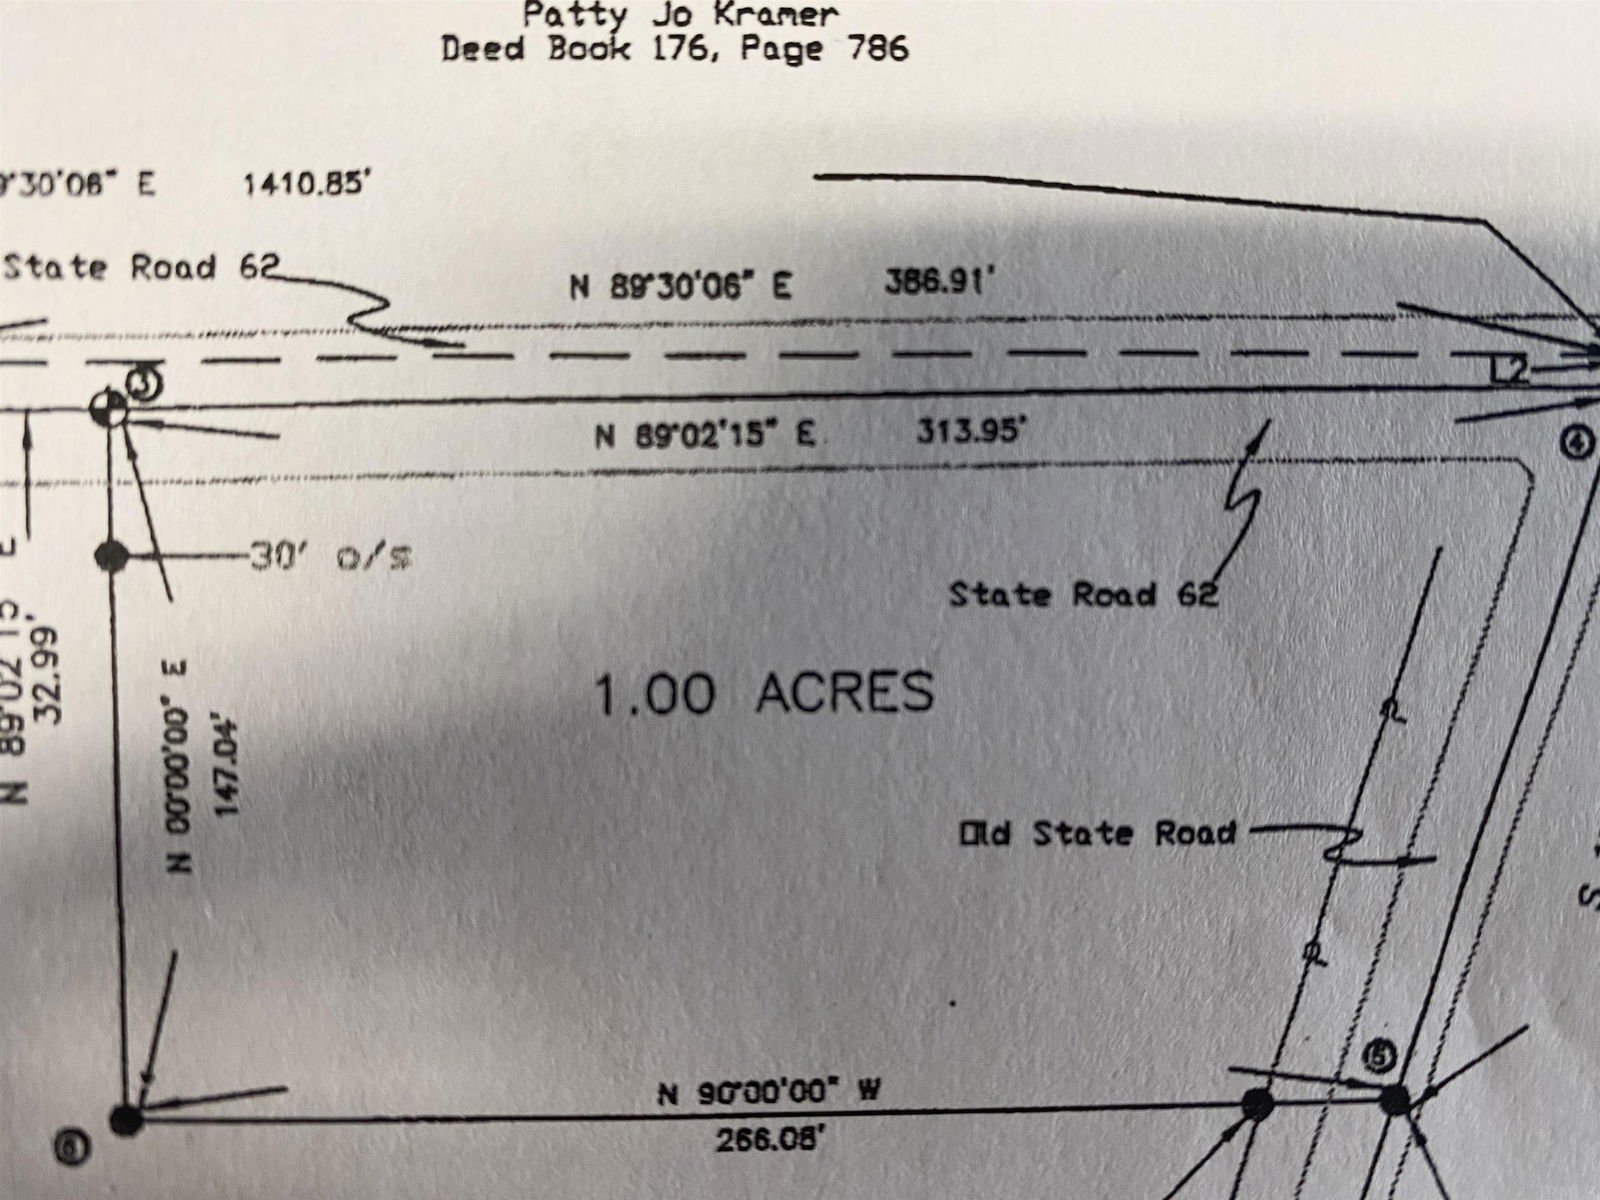 Patty Jo Kramer
Deed Book 176, Page 786
9°30'06" E 1410.85'
State Road 62
N 89°30'06" E 386.91'
L2
3
N 89°02'15" E. 313.95'
4
30' o/s
State Road 62
N 89°02'15" E
32.99'
N 00°00'00" E
147.04'
1.00 ACRES
Old State Road
S
5
N 90°00'00" W
266.08'
6